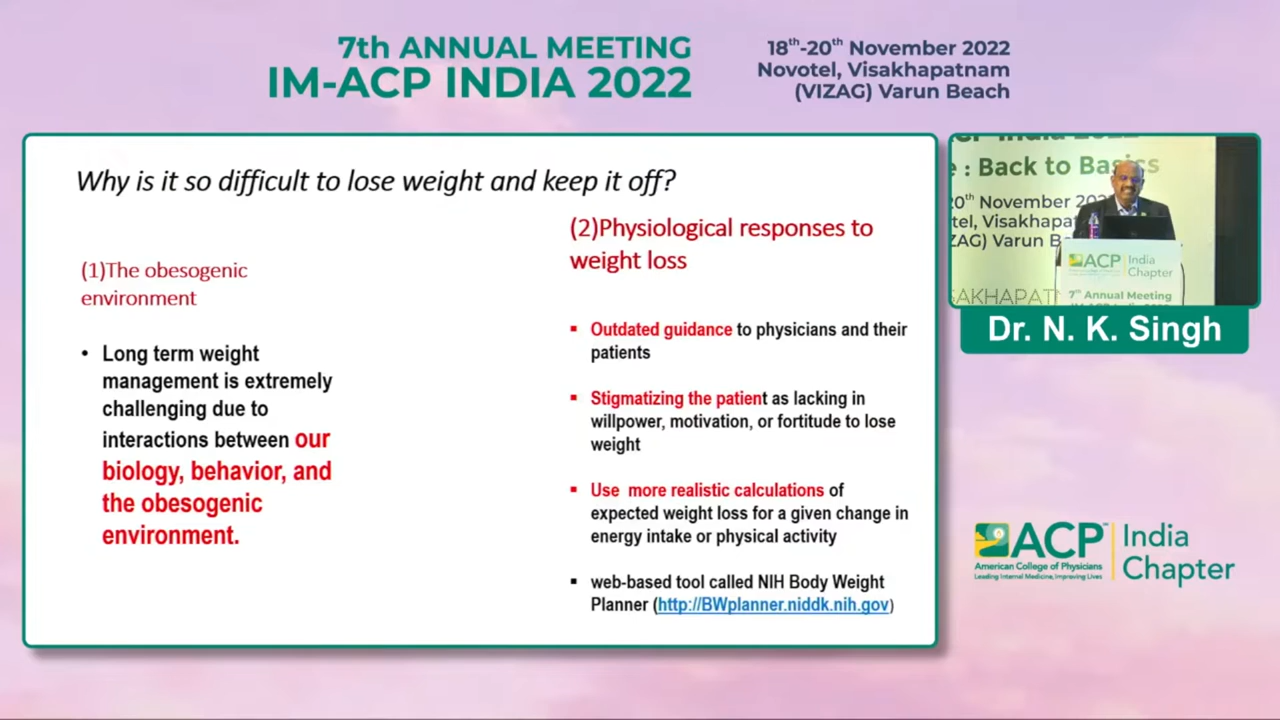 7th ANNUAL MEETING
IM-ACP INDIA 2022
18th-20th November 2022
Novotel, Visakhapatnam
(VIZAG) Varun Beach
Why is it so difficult to lose weight and keep it off?
(1)The obesogenic
environment
• Long term weight
management is extremely
challenging due to
interactions between our
biology, behavior, and
the obesogenic
environment.
(2)Physiological responses to
weight loss
▪ Outdated guidance to physicians and their
patients
▪ Stigmatizing the patient as lacking in
willpower, motivation, or fortitude to lose
weight
▪ Use more realistic calculations of
expected weight loss for a given change in
energy intake or physical activity
▪ web-based tool called NIH Body Weight
Planner (http://BWplanner.niddk.nih.gov)
India 2022
: Back to Basics
November
ACP India
Chapter
7th Annual Meeting
Dr. N. K. Singh
ACP™
American College of Physicians
Leading Internal Medicine, Improving Lives
India
Chapter